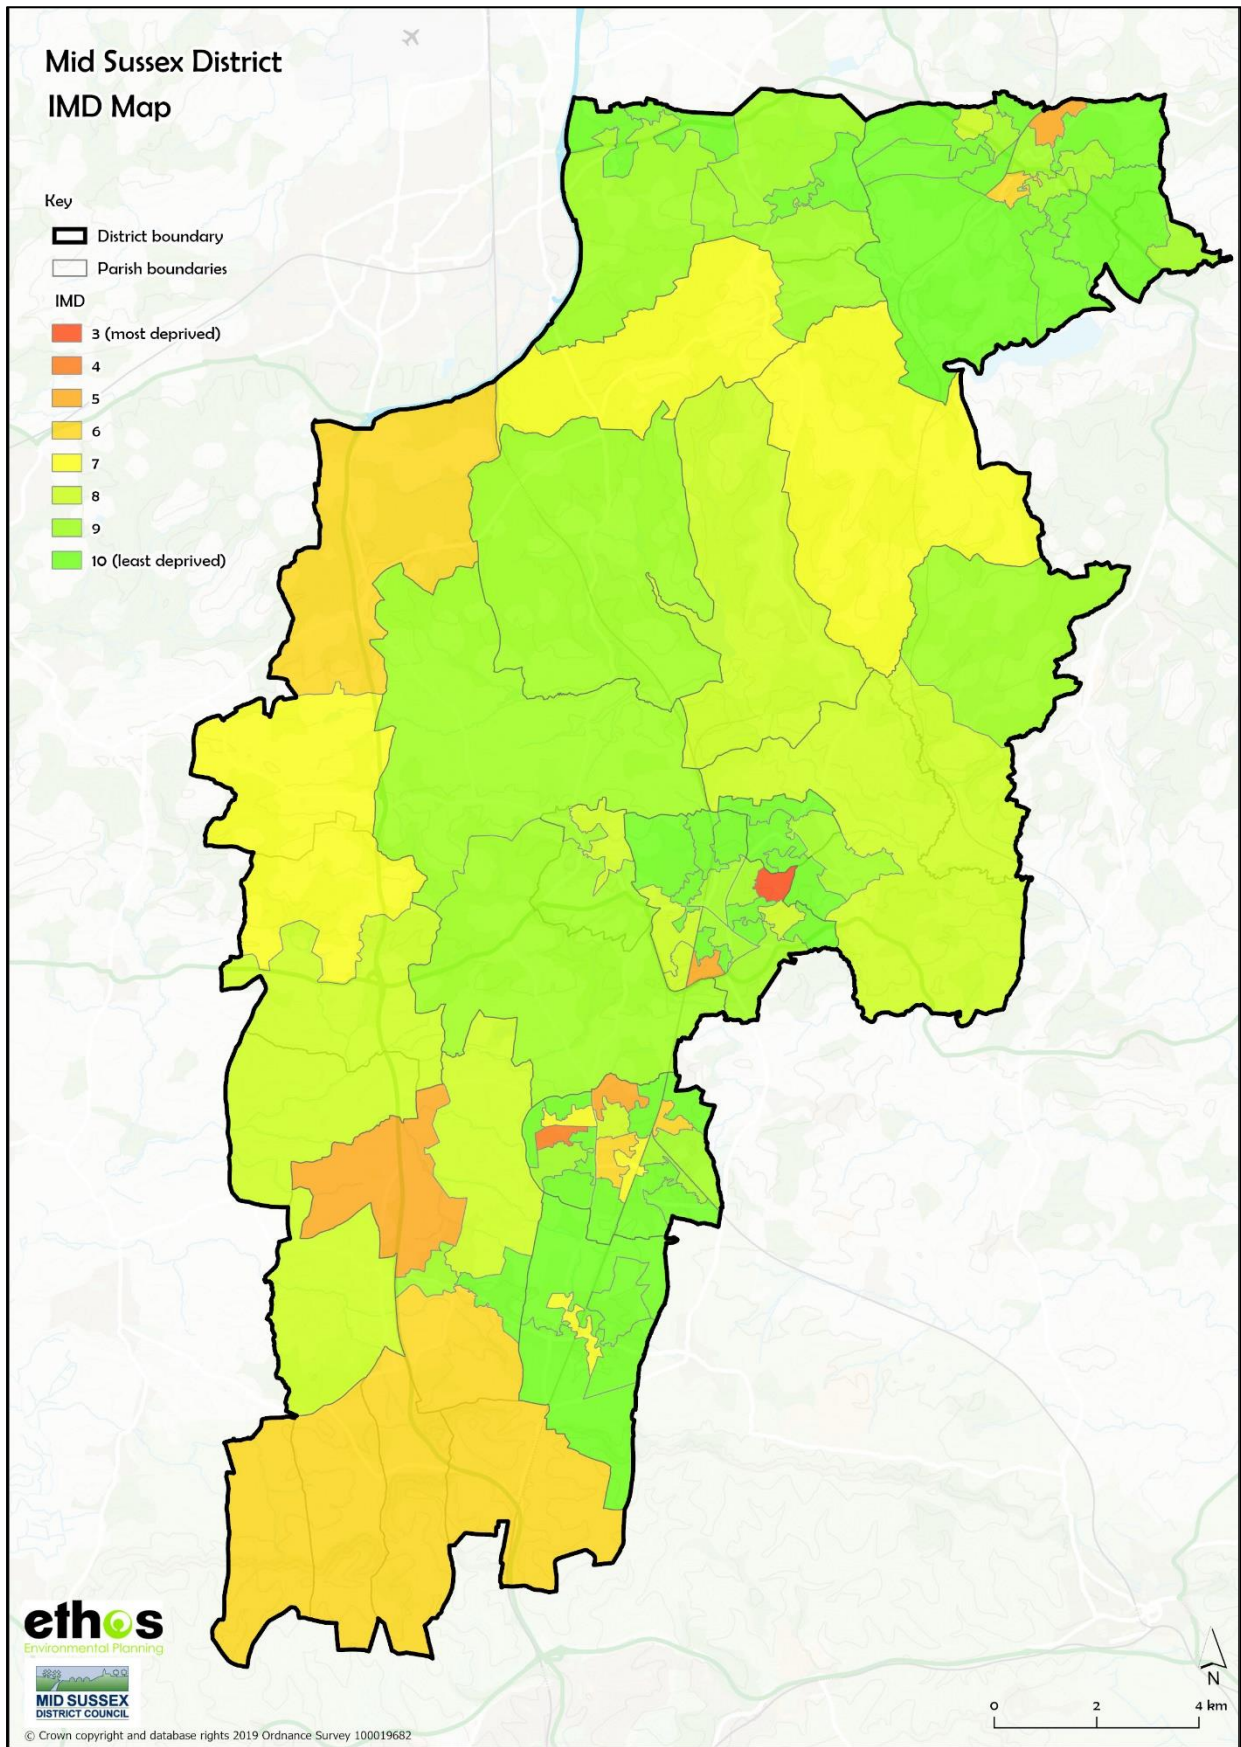 Mid Sussex District
IMD Map
Key
District boundary
Parish boundaries
IMD
3 (most deprived)
4
5
6
7
8
9
10 (least deprived)
ethos
Environmental Planning
MID SUSSEX
DISTRICT COUNCIL
© Crown copyright and database rights 2019 Ordnance Survey 100019682
N
0 2 4 km